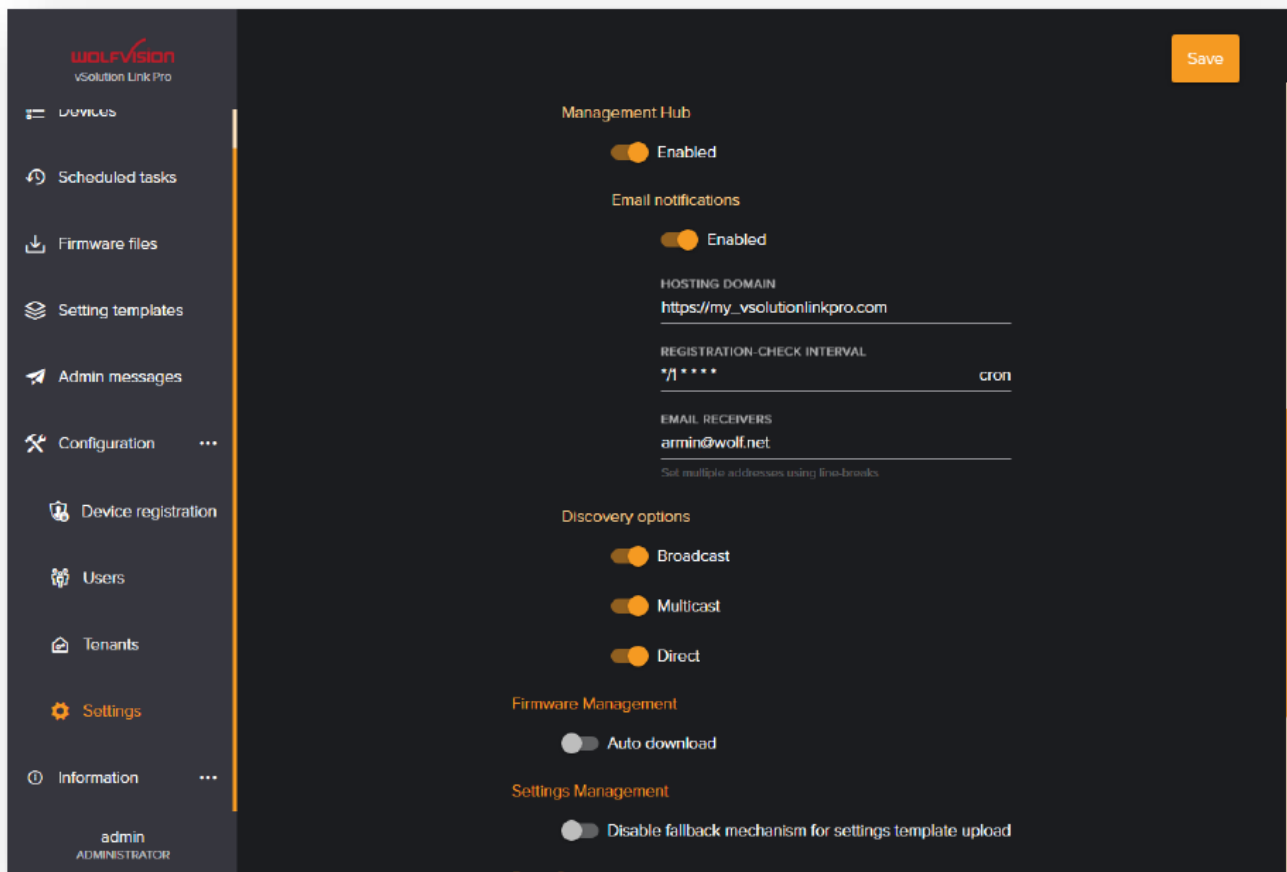 WOLFVISION
vSolution Link Pro
Save
Devices
Scheduled tasks
Firmware files
Setting templates
Admin messages
Configuration
Device registration
Users
Tenants
Settings
Information
admin
ADMINISTRATOR
Management Hub
Enabled
Email notifications
Enabled
HOSTING DOMAIN
https://my_vsolutionlinkpro.com
REGISTRATION-CHECK INTERVAL
*/1 * * * * cron
EMAIL RECEIVERS
armin@wolf.net
Set multiple addresses using line-breaks
Discovery options
Broadcast
Multicast
Direct
Firmware Management
Auto download
Settings Management
Disable fallback mechanism for settings template upload